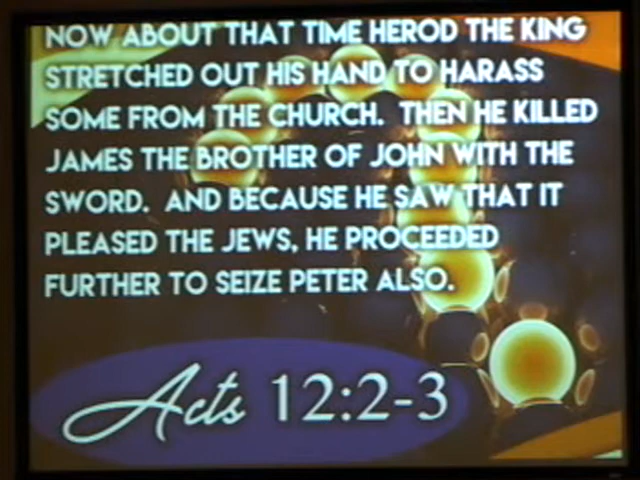 NOW ABOUT THAT TIME HEROD THE KING
STRETCHED OUT HIS HAND TO HARASS
SOME FROM THE CHURCH. THEN HE KILLED
JAMES THE BROTHER OF JOHN WITH THE
SWORD. AND BECAUSE HE SAW THAT IT
PLEASED THE JEWS, HE PROCEEDED
FURTHER TO SEIZE PETER ALSO.
Acts 12:2-3